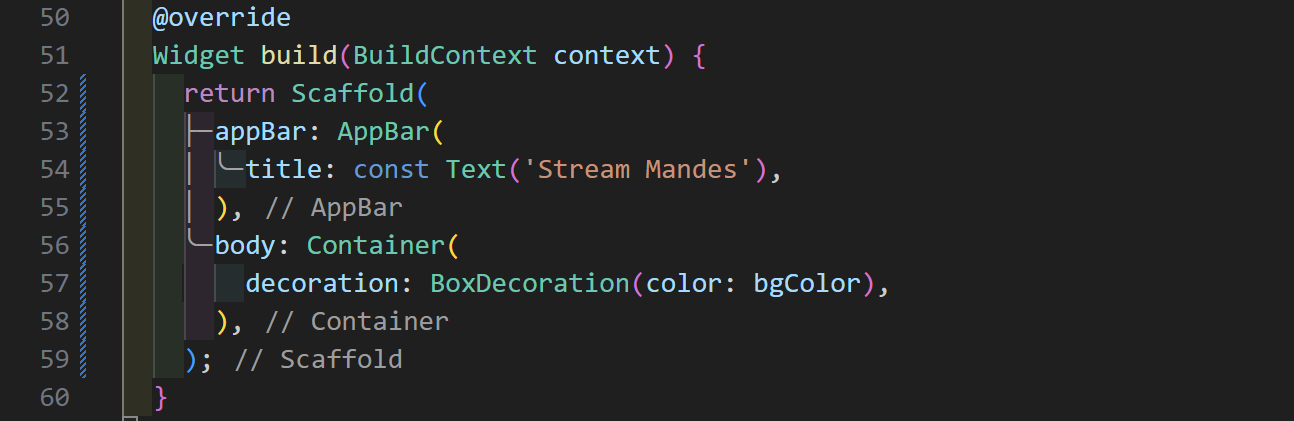 50 @override
51 Widget build(BuildContext context) {
52 return Scaffold(
53 appBar: AppBar(
54 title: const Text('Stream Mandes'),
55 ), // AppBar
56 body: Container(
57 decoration: BoxDecoration(color: bgColor),
58 ), // Container
59 ); // Scaffold
60 }